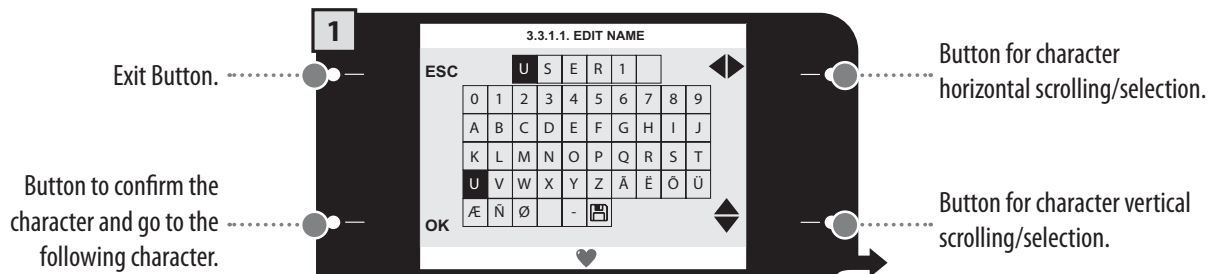 1
3.3.1.1. EDIT NAME
Exit Button.
ESC
U S E R 1
Button for character
horizontal scrolling/selection.
0 1 2 3 4 5 6 7 8 9
A B C D E F G H I J
K L M N O P Q R S T
U V W X Y Z Ã Ë Õ Ü
Æ Ñ Ø -
OK
Button to confirm the
character and go to the
following character.
Button for character vertical
scrolling/selection.